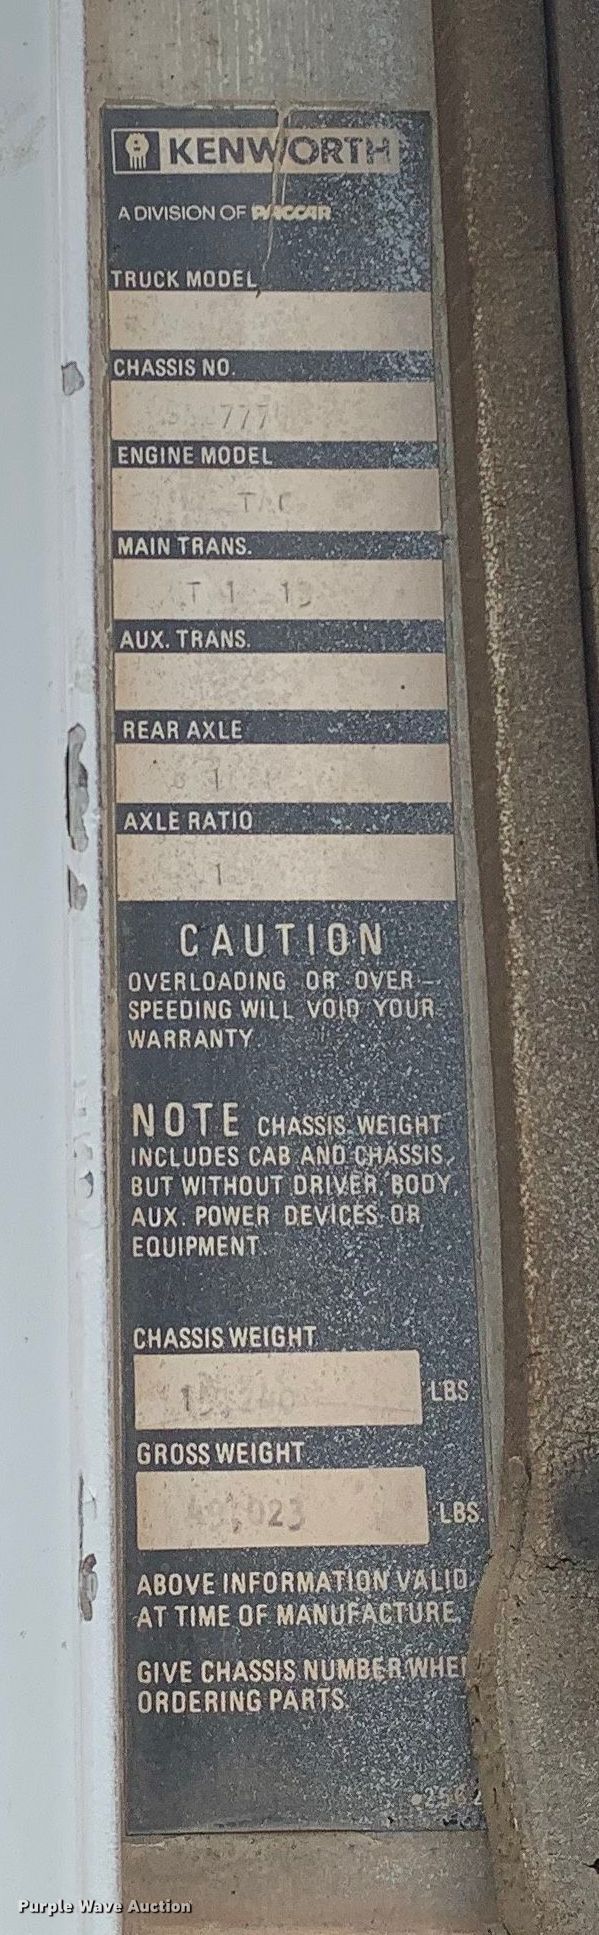 KENWORTH
A DIVISION OF PACCAR
TRUCK MODEL
CHASSIS NO.
777
ENGINE MODEL
MAIN TRANS.
AUX. TRANS.
REAR AXLE
AXLE RATIO
CAUTION
OVERLOADING OR OVER-
SPEEDING WILL VOID YOUR
WARRANTY.
NOTE CHASSIS WEIGHT
INCLUDES CAB AND CHASSIS,
BUT WITHOUT DRIVER, BODY,
AUX. POWER DEVICES OR
EQUIPMENT.
CHASSIS WEIGHT
LBS
GROSS WEIGHT
LBS.
ABOVE INFORMATION VALID
AT TIME OF MANUFACTURE.
GIVE CHASSIS NUMBER WHEN
ORDERING PARTS.
Purple Wave Auction